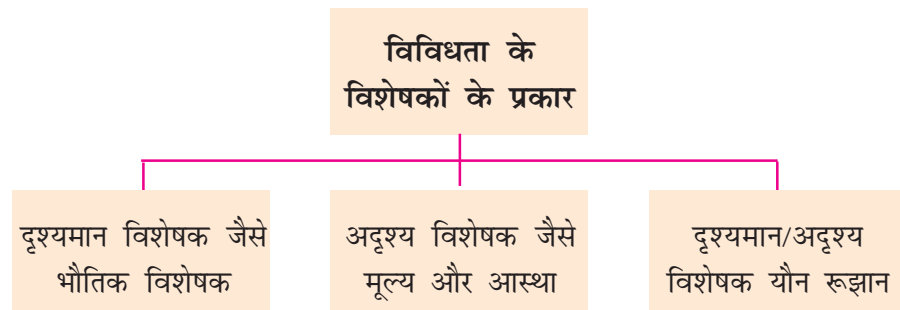 विविधता के
विशेषकों के प्रकार
दृश्यमान विशेषक जैसे
भौतिक विशेषक
अदृश्य विशेषक जैसे
मूल्य और आस्था
दृश्यमान/अदृश्य
विशेषक यौन रूझान